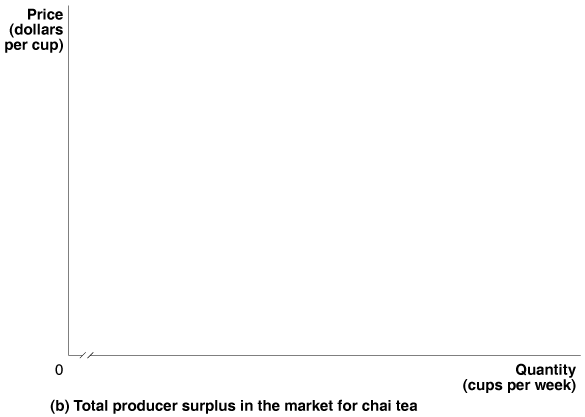 Price
(dollars
per cup)
0
Quantity
(cups per week)
(b) Total producer surplus in the market for chai tea